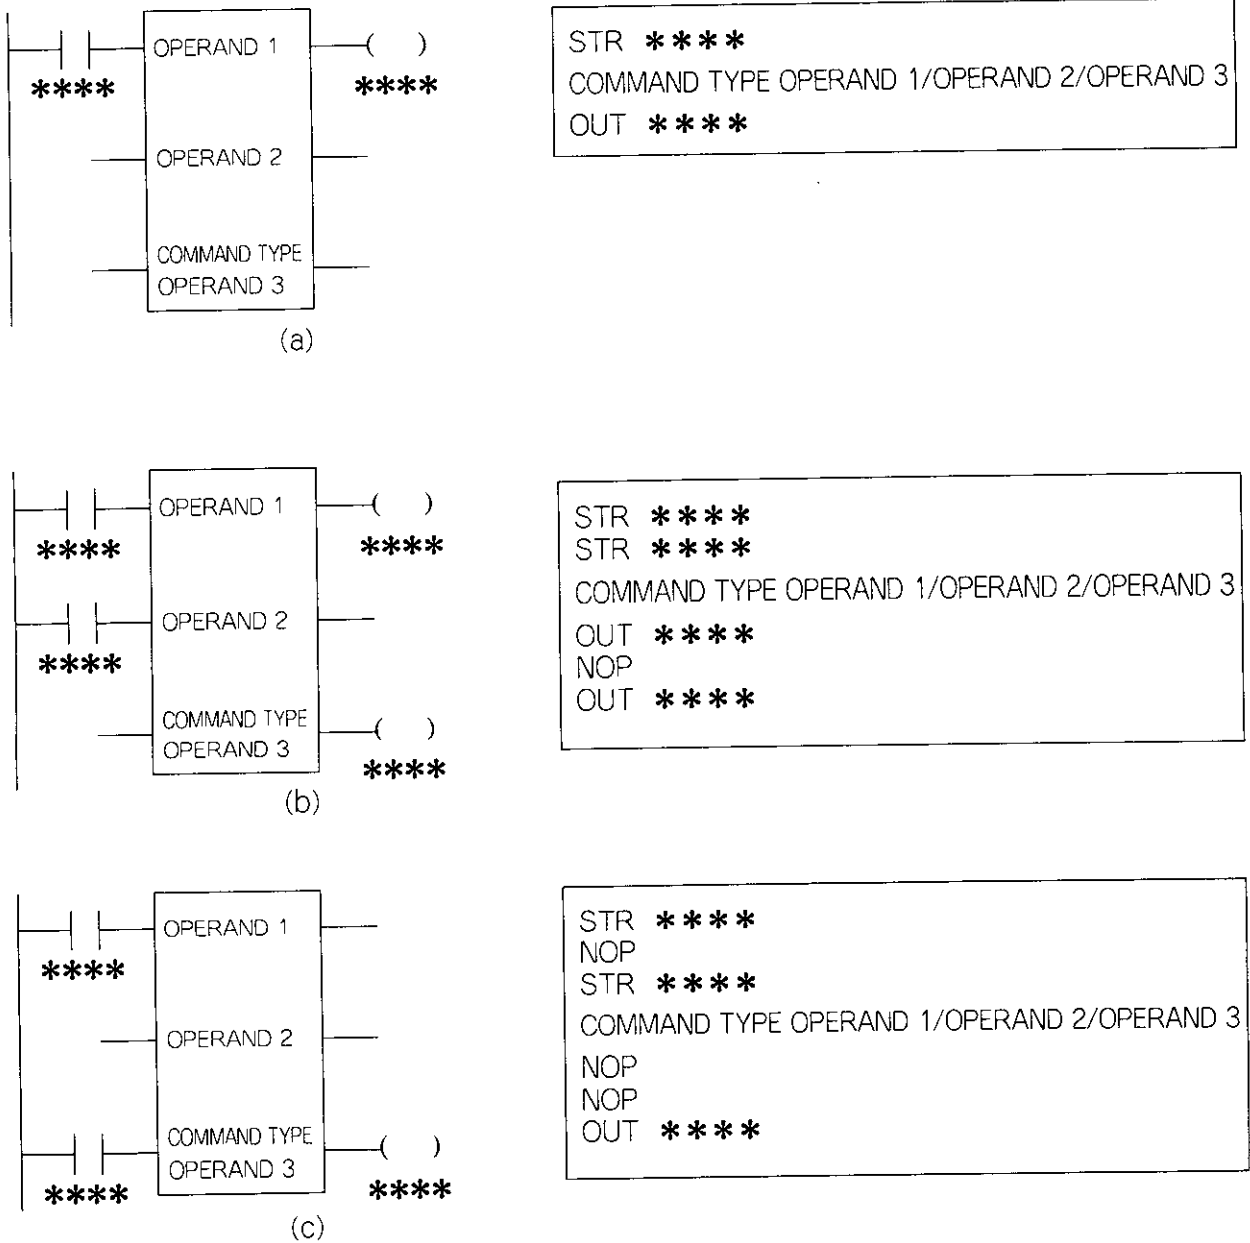 OPERAND 1
****
****
OPERAND 2
COMMAND TYPE
OPERAND 3
(a)
STR ****
COMMAND TYPE OPERAND 1/OPERAND 2/OPERAND 3
OUT ****
OPERAND 1
****
****
OPERAND 2
****
COMMAND TYPE
OPERAND 3
****
(b)
STR ****
STR ****
COMMAND TYPE OPERAND 1/OPERAND 2/OPERAND 3
OUT ****
NOP
OUT ****
OPERAND 1
****
OPERAND 2
COMMAND TYPE
OPERAND 3
****
****
(c)
STR ****
NOP
STR ****
COMMAND TYPE OPERAND 1/OPERAND 2/OPERAND 3
NOP
NOP
OUT ****